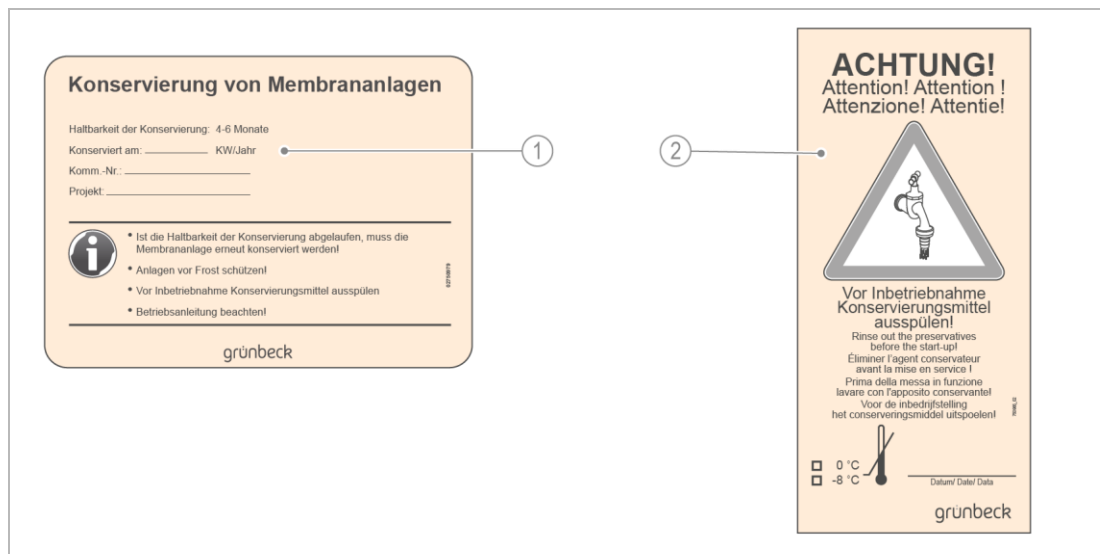 Konservierung von Membrananlagen
Haltbarkeit der Konservierung: 4-6 Monate
Konserviert am: KW/Jahr
Komm.-Nr.:
Projekt:
• Ist die Haltbarkeit der Konservierung abgelaufen, muss die
Membrananlage erneut konserviert werden!
• Anlagen vor Frost schützen!
• Vor Inbetriebnahme Konservierungsmittel ausspülen
• Betriebsanleitung beachten!
grünbeck
1
2
ACHTUNG!
Attention! Attention !
Attenzione! Attentie!
Vor Inbetriebnahme
Konservierungsmittel
ausspülen!
Rinse out the preservatives
before the start-up!
Éliminer l'agent conservateur
avant la mise en service !
Prima della messa in funzione
lavare con l'apposito conservante!
Voor de inbedrijfstelling
het conserveringsmiddel uitspoelen!
0 °C
-8 °C
Datum/ Date/ Data
grünbeck